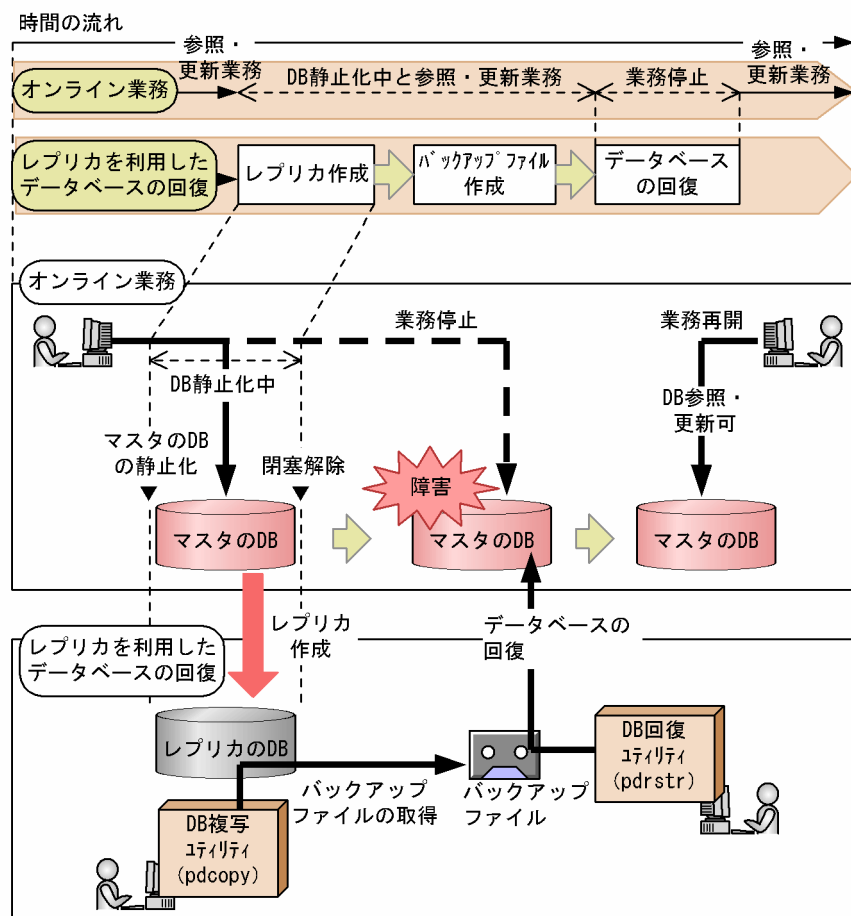 時間の流れ
参照・
更新業務
DB静止化中と参照・更新業務
業務停止
参照・
更新業務
オンライン業務
レプリカを利用した
データベースの回復
レプリカ作成
ﾊﾞｯｸｱｯﾌﾟﾌｧｲﾙ
作成
データベース
の回復
オンライン業務
業務停止
業務再開
DB静止化中
DB参照・
更新可
マスタのDB
の静止化
閉塞解除
障害
マスタのDB
マスタのDB
マスタのDB
レプリカ
作成
データベースの
回復
レプリカを利用した
データベースの回復
レプリカのDB
DB回復
ﾕﾃｨﾘﾃｨ
(pdrstr)
バックアップ
ファイルの取得
バックアップ
ファイル
DB複写
ﾕﾃｨﾘﾃｨ
(pdcopy)